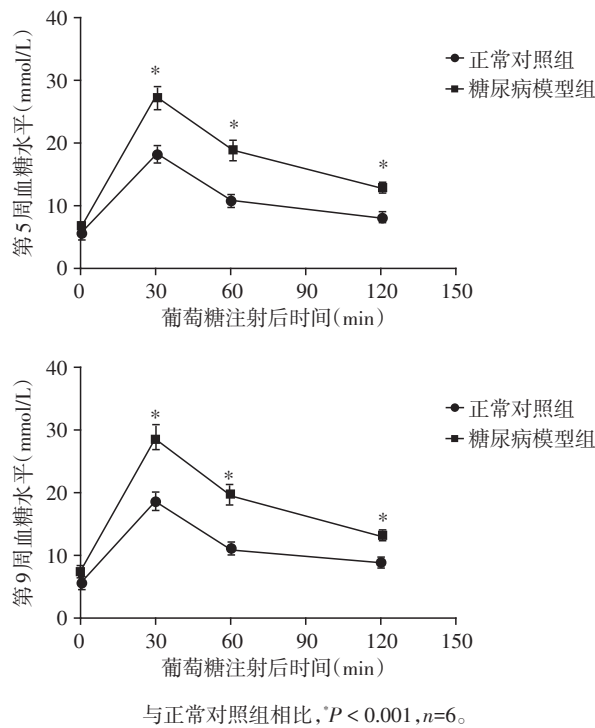 40
30
20
10
0
第5周血糖水平(mmol/L)
*
*
*
正常对照组
糖尿病模型组
0 30 60 90 120 150
葡萄糖注射后时间(min)
40
30
20
10
0
第9周血糖水平(mmol/L)
*
*
*
正常对照组
糖尿病模型组
0 30 60 90 120 150
葡萄糖注射后时间(min)
与正常对照组相比,*P < 0.001,n=6。